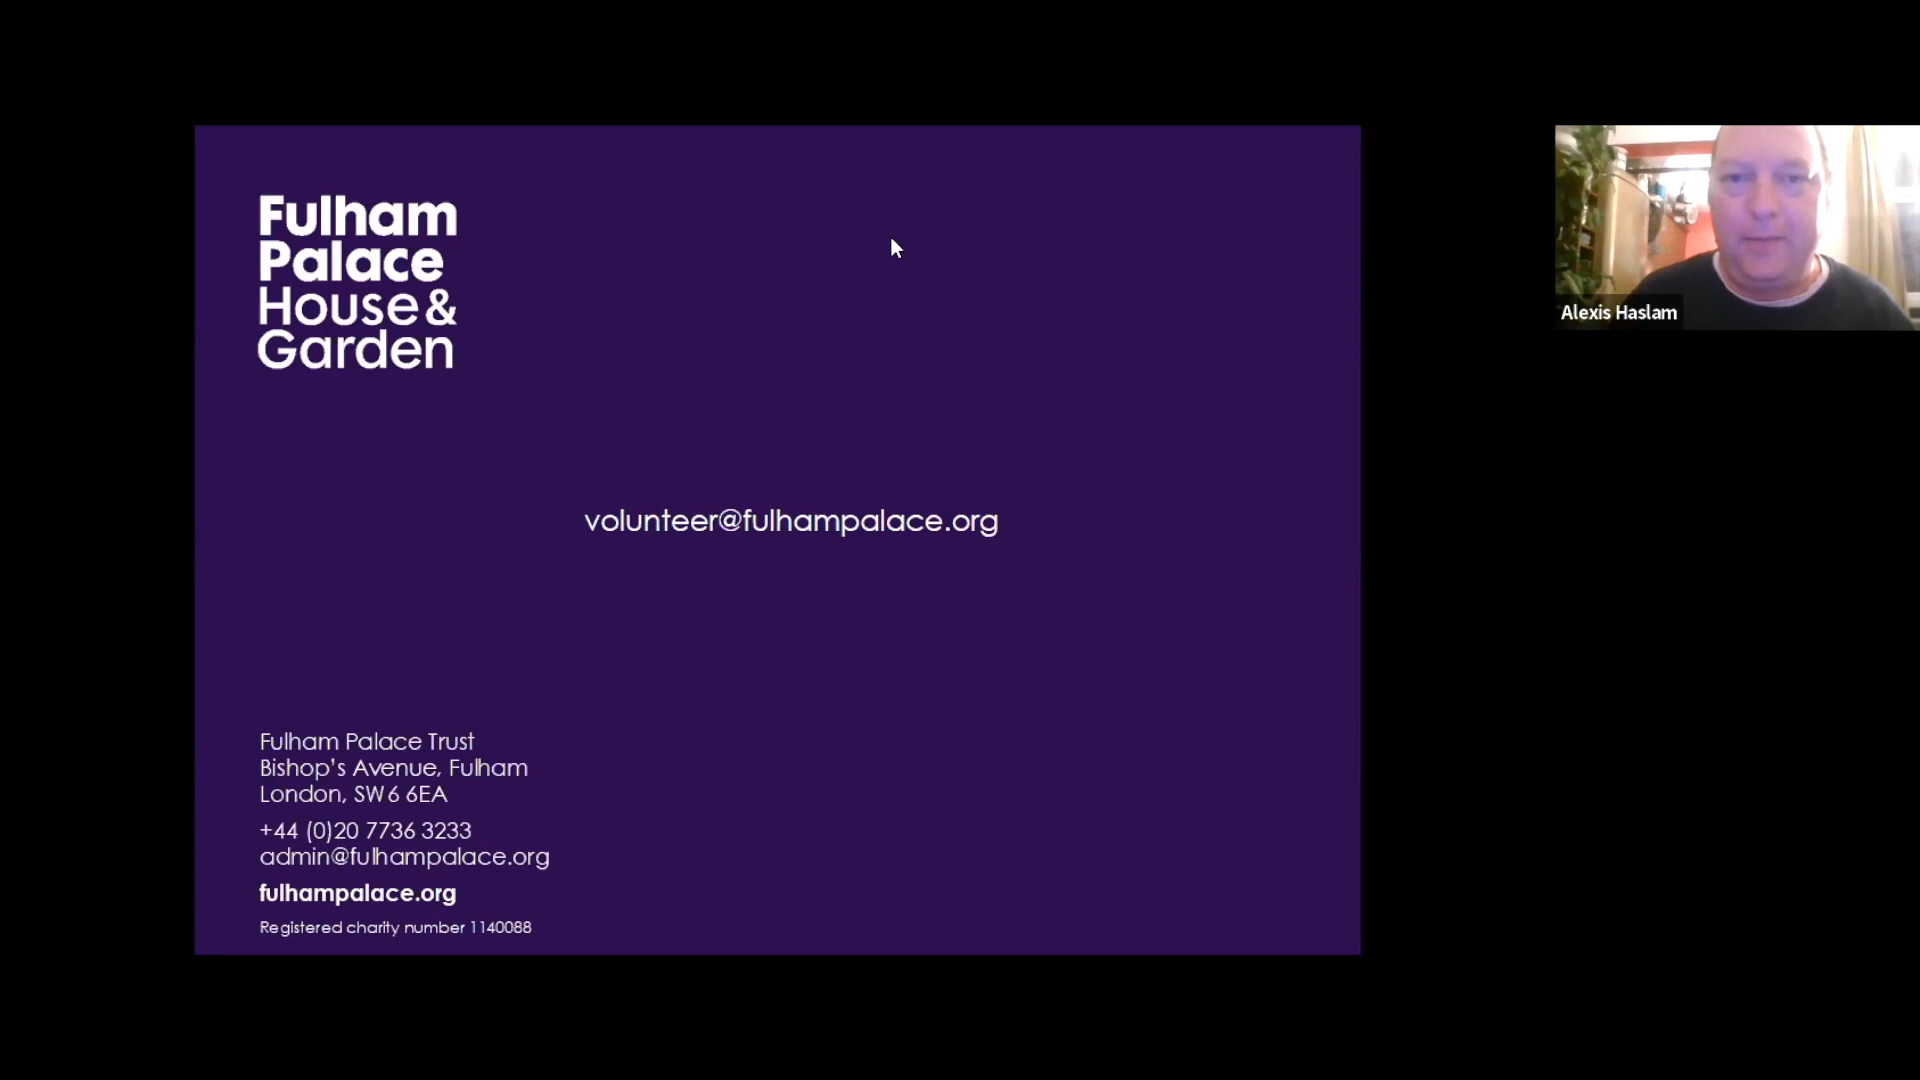 Fulham
Palace
House &
Garden
volunteer@fulhampalace.org
Fulham Palace Trust
Bishop's Avenue, Fulham
London, SW6 6EA
+44 (0)20 7736 3233
admin@fulhampalace.org
fulhampalace.org
Registered charity number 1140088
Alexis Haslam